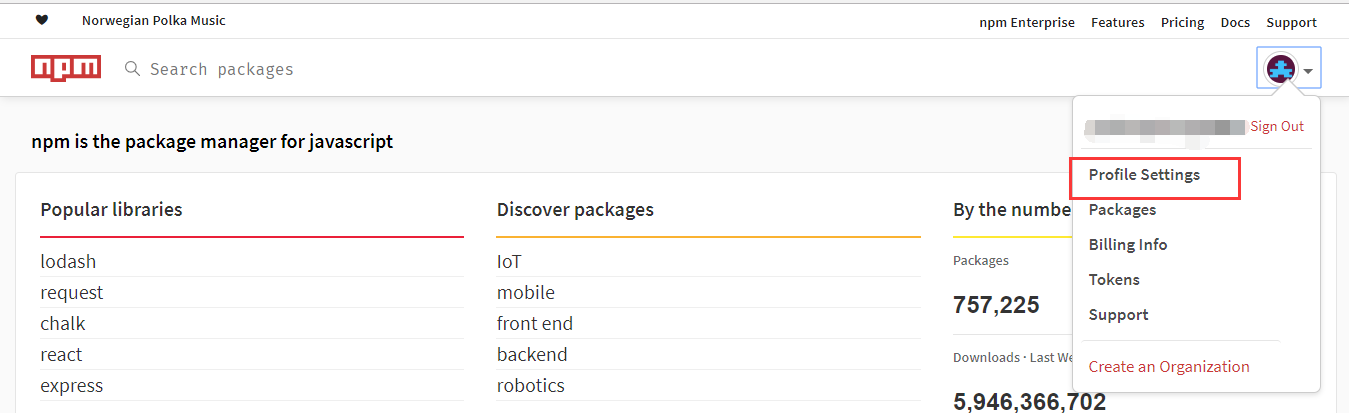 Norwegian Polka Music
npm Enterprise Features Pricing Docs Support
npm Search packages
Sign Out
npm is the package manager for javascript
Profile Settings
Packages
Billing Info
Tokens
Support
Create an Organization
Popular libraries
lodash
request
chalk
react
express
Discover packages
IoT
mobile
front end
backend
robotics
By the numbe
Packages
757,225
Downloads · Last We
5,946,366,702